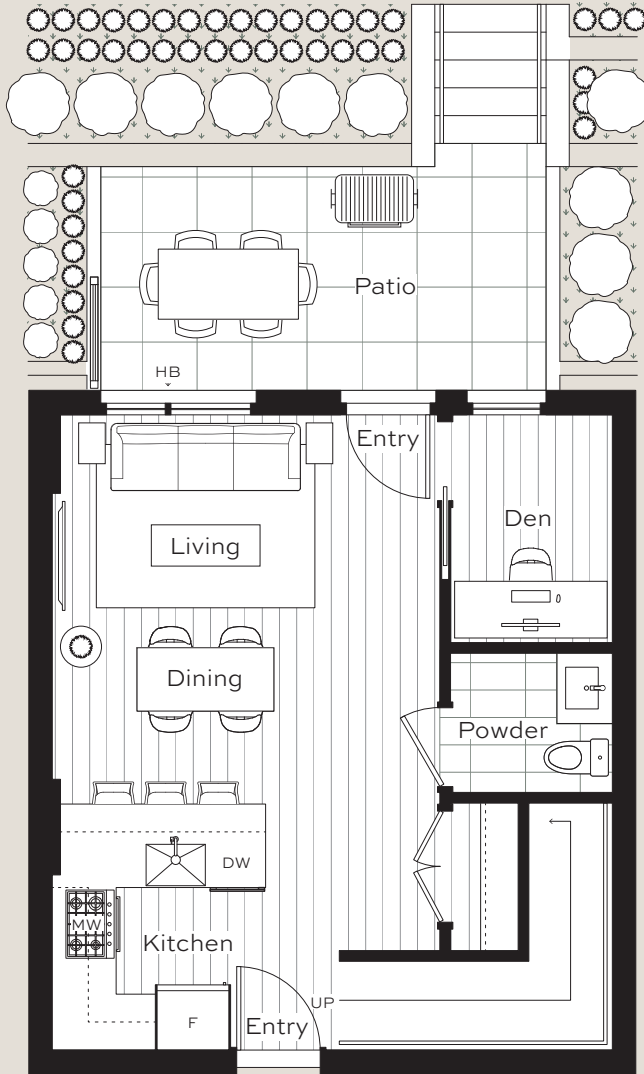 Patio
HB
Entry
Den
Living
Dining
Powder
DW
MW
Kitchen
UP
F
Entry